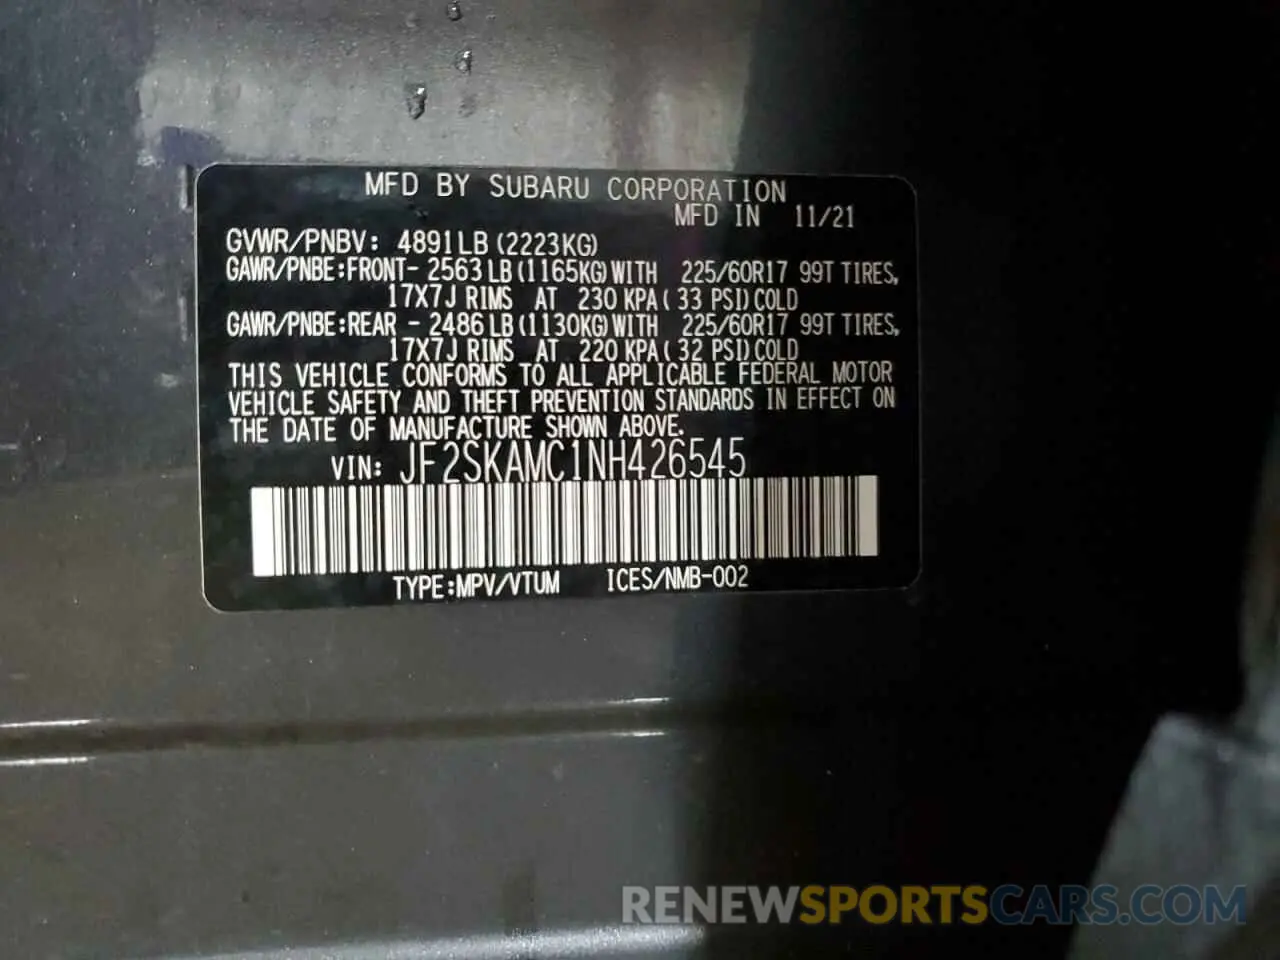 MFD BY SUBARU CORPORATION
MFD IN 11/21
GVWR/PNBV: 4891LB (2223KG)
GAWR/PNBE:FRONT- 2563LB(1165KG)WITH 225/60R17 99T TIRES,
17X7J RIMS AT 230 KPA( 33 PSI)COLD
GAWR/PNBE:REAR - 2486LB(1130KG)WITH 225/60R17 99T TIRES,
17X7J RIMS AT 220 KPA( 32 PSI)COLD
THIS VEHICLE CONFORMS TO ALL APPLICABLE FEDERAL MOTOR
VEHICLE SAFETY AND THEFT PREVENTION STANDARDS IN EFFECT ON
THE DATE OF MANUFACTURE SHOWN ABOVE.
VIN: JF2SKAMC1NH426545
TYPE:MPV/VTUM ICES/NMB-002
RENEWSPORTSCARS.COM